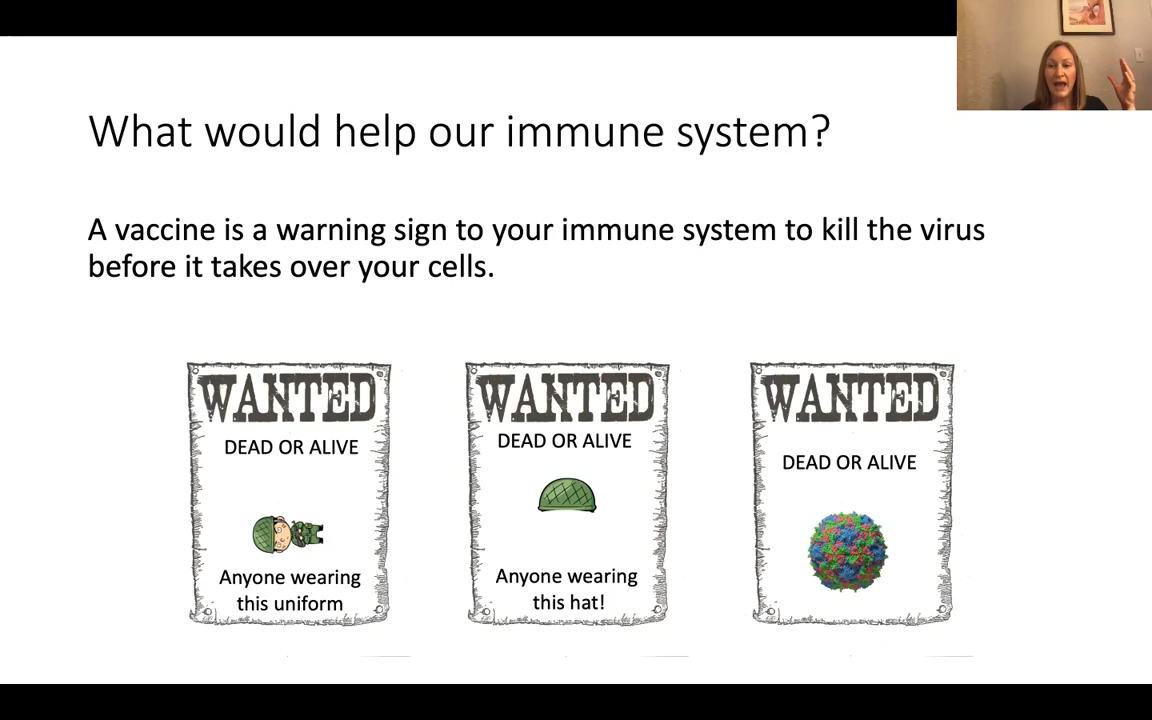 What would help our immune system?
A vaccine is a warning sign to your immune system to kill the virus
before it takes over your cells.
WANTED
DEAD OR ALIVE
Anyone wearing
this uniform
WANTED
DEAD OR ALIVE
Anyone wearing
this hat!
WANTED
DEAD OR ALIVE